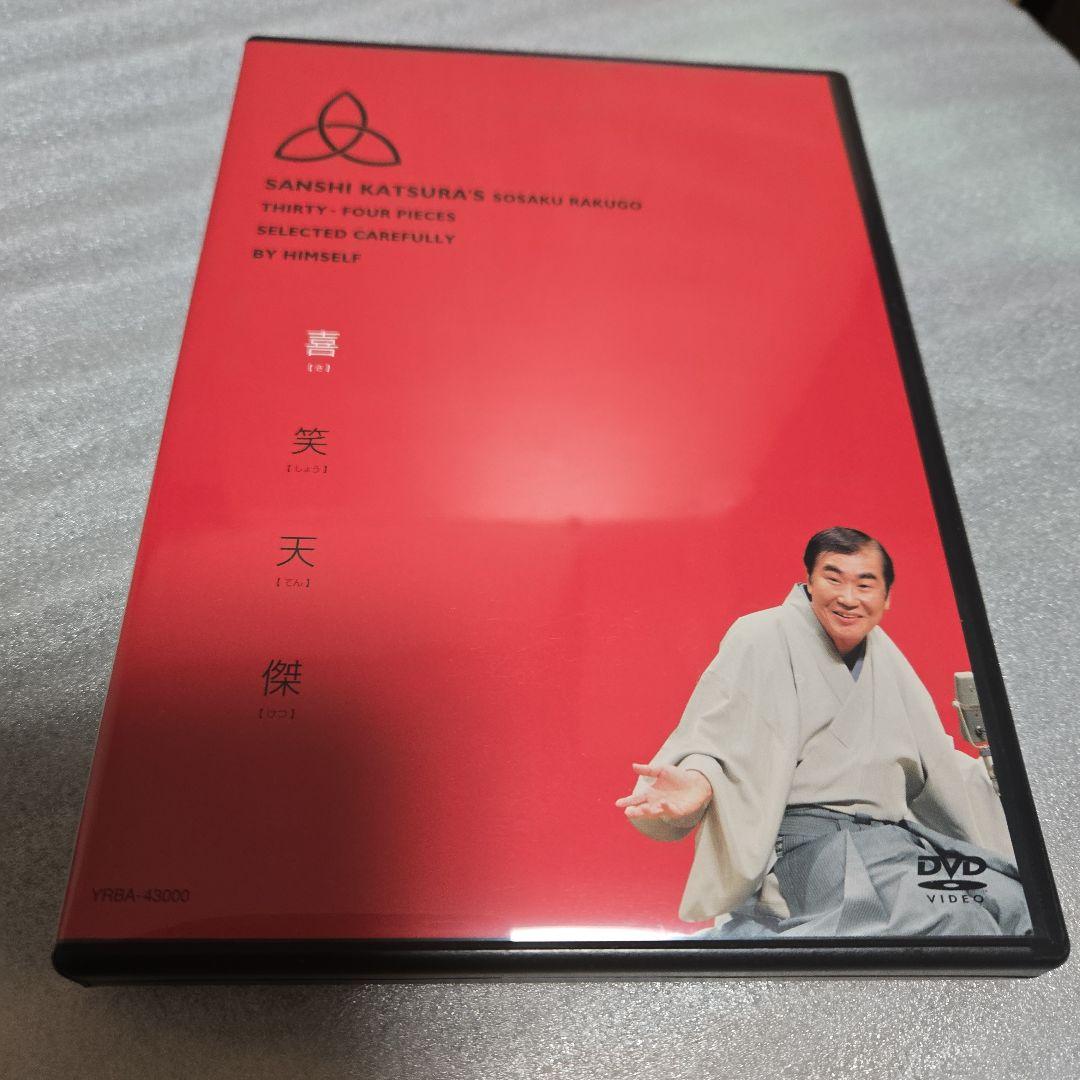 SANSHI KATSURA'S SOSAKU RAKUGO
THIRTY-FOUR PIECES
SELECTED CAREFULLY
BY HIMSELF
喜
【き】
笑
【しょう】
天
【てん】
傑
【けつ】
YRBA-43000
DVD
VIDEO